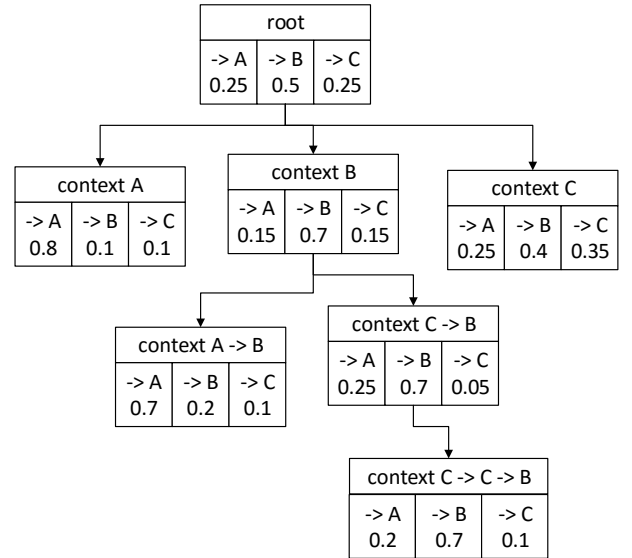 root
-> A -> B -> C
0.25 0.5 0.25
context A
-> A -> B -> C
0.8 0.1 0.1
context B
-> A -> B -> C
0.15 0.7 0.15
context C
-> A -> B -> C
0.25 0.4 0.35
context A -> B
-> A -> B -> C
0.7 0.2 0.1
context C -> B
-> A -> B -> C
0.25 0.7 0.05
context C -> C -> B
-> A -> B -> C
0.2 0.7 0.1